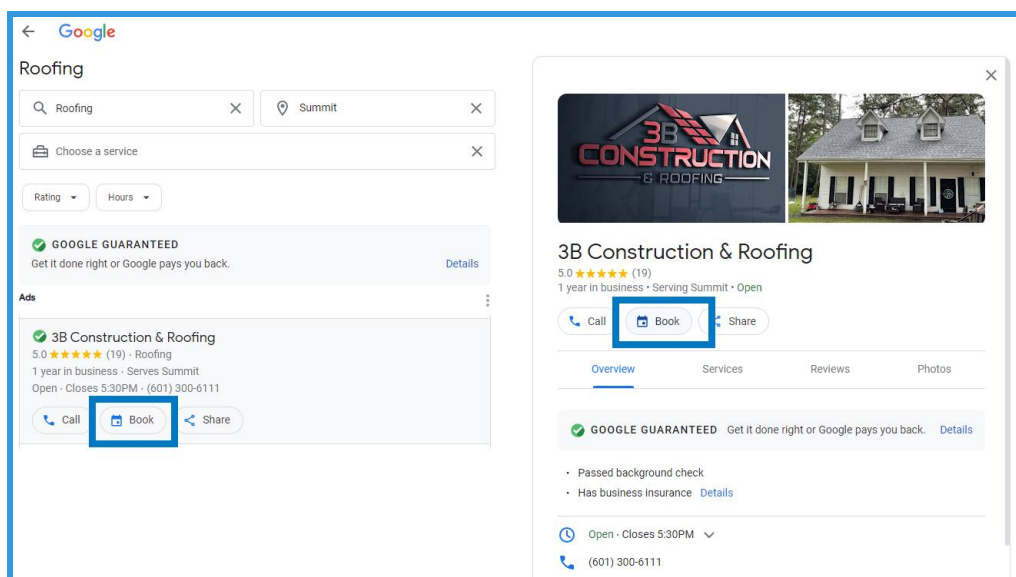 Google
Roofing
Roofing
Summit
Choose a service
Rating
Hours
GOOGLE GUARANTEED
Get it done right or Google pays you back.
Details
Ads
3B Construction & Roofing
5.0 ★★★★★ (19) · Roofing
1 year in business · Serves Summit
Open · Closes 5:30PM · (601) 300-6111
Call
Book
Share
3B
CONSTRUCTION
& ROOFING
3B Construction & Roofing
5.0 ★★★★★ (19)
1 year in business • Serving Summit • Open
Call
Book
Share
Overview
Services
Reviews
Photos
GOOGLE GUARANTEED Get it done right or Google pays you back. Details
· Passed background check
· Has business insurance Details
Open · Closes 5:30PM
(601) 300-6111